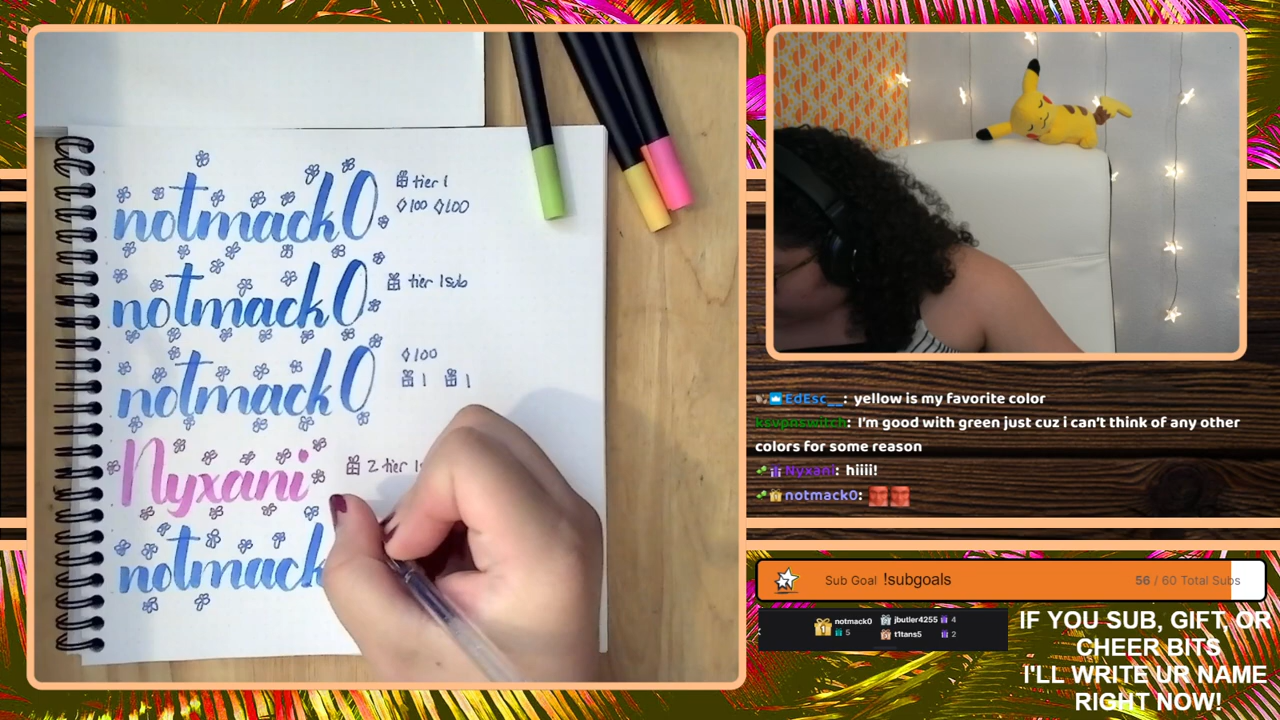 notmack0
tier 1
100 100
notmack0
tier 1 sub
notmack0
100
1 1
Nyxani
2 tier 1
notmack
EdEsc__: yellow is my favorite color
ksvpnswitch: I'm good with green just cuz i can't think of any other
colors for some reason
Nyxani: hiiii!
notmack0:
Sub Goal !subgoals 56 / 60 Total Subs
notmack0 5
jbutler4255 4
t1tans5 2
IF YOU SUB, GIFT, OR
CHEER BITS
I'LL WRITE UR NAME
RIGHT NOW!